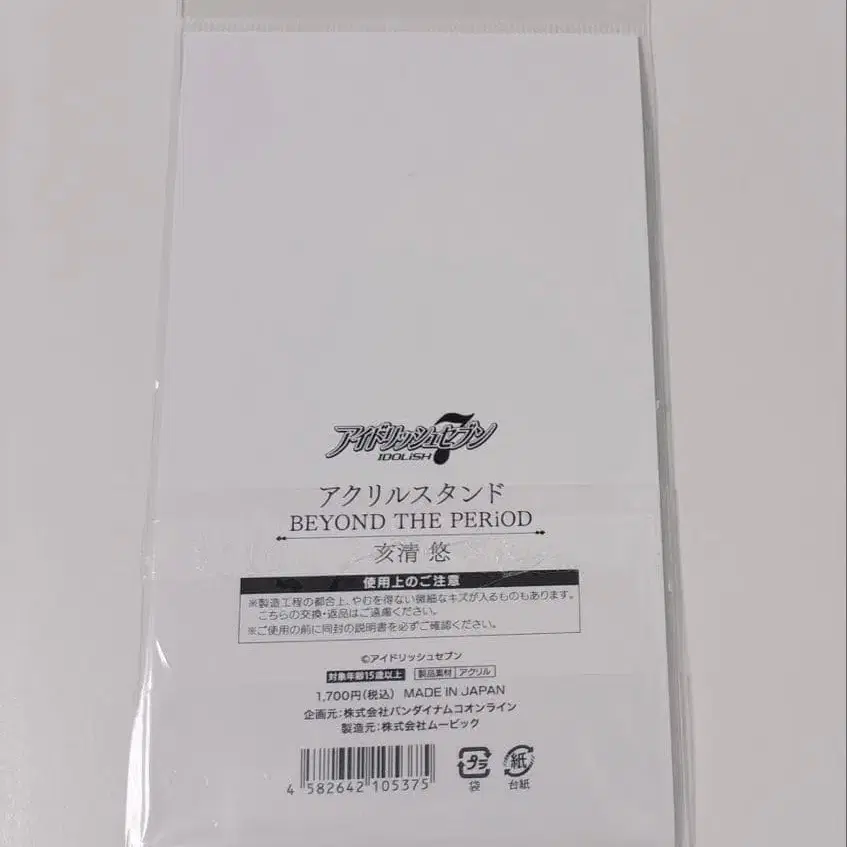 アイドリッシュセブン
7
IDOLiSH
アクリルスタンド
BEYOND THE PERiOD
亥清 悠
使用上のご注意
※製造工程の都合上、やむを得ない微細なキズが入るものもあります。
こちらの交換・返品はご遠慮ください。
※ご使用の前に同封の説明書を必ずご確認ください。
©アイドリッシュセブン
対象年齢15歳以上 製品素材 アクリル
1,700円(税込) MADE IN JAPAN
企画元:株式会社バンダイナムコオンライン
製造元:株式会社ムービック
4 582642 105375
プラ 紙
袋 台紙